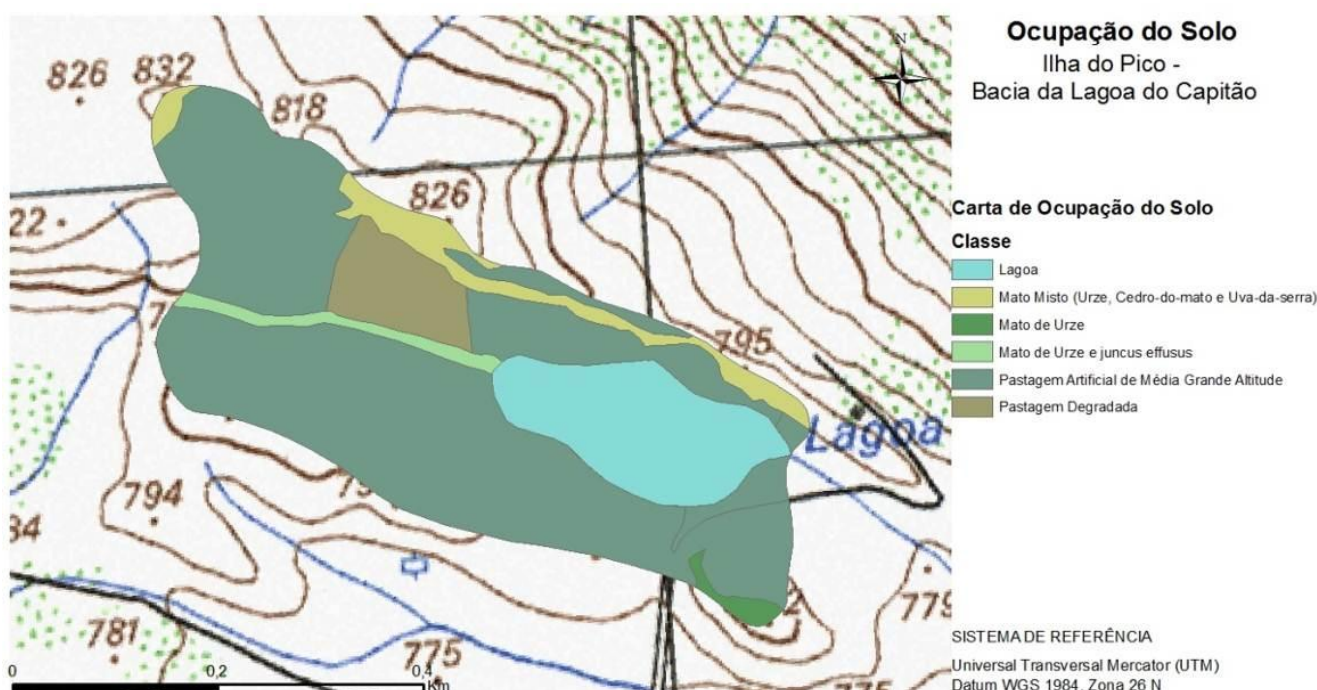 Ocupação do Solo
Ilha do Pico -
Bacia da Lagoa do Capitão
N
826 832
818
826
22
795
Lagoa
794
34
781
775
779
Carta de Ocupação do Solo
Classe
Lagoa
Mato Misto (Urze, Cedro-do-mato e Uva-da-serra)
Mato de Urze
Mato de Urze e juncus effusus
Pastagem Artificial de Média Grande Altitude
Pastagem Degradada
0 0,2 0,4
Km
SISTEMA DE REFERÊNCIA
Universal Transversal Mercator (UTM)
Datum WGS 1984, Zona 26 N